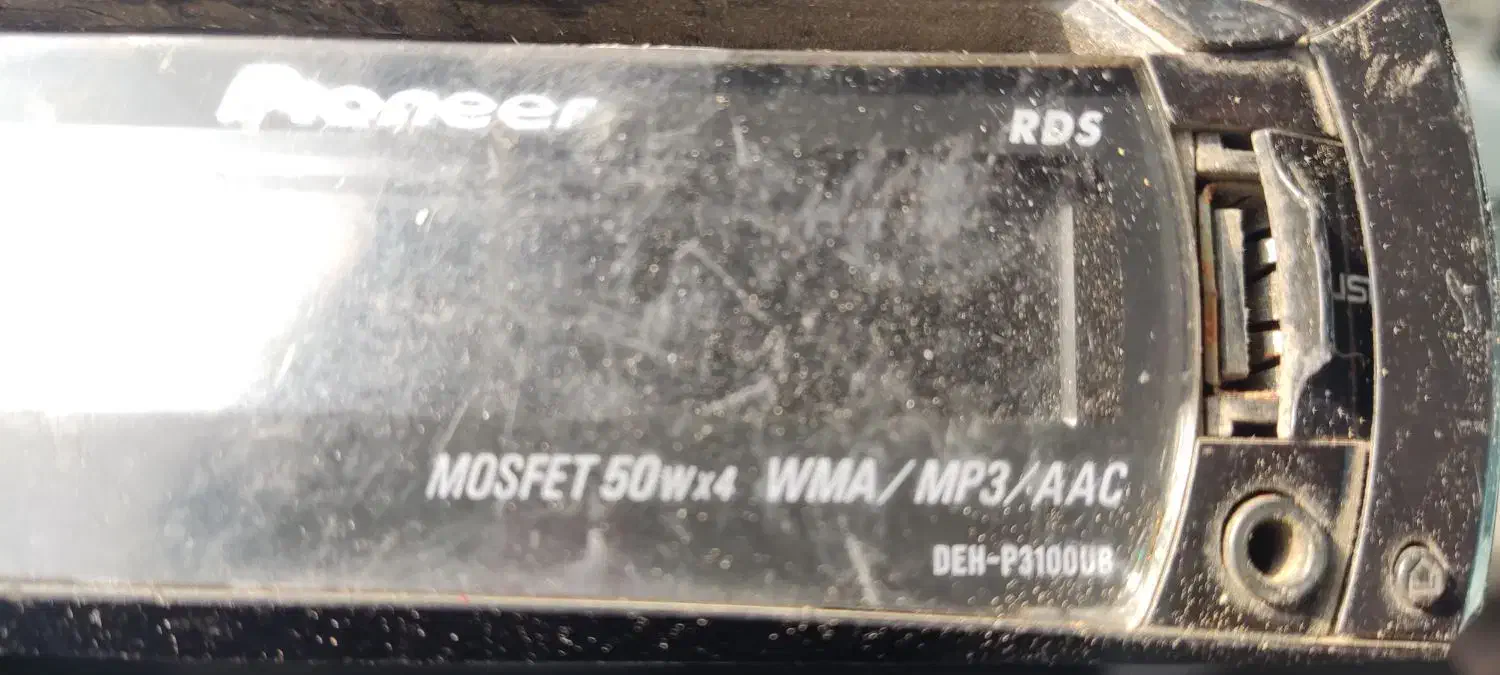 Pioneer
RDS
MOSFET 50Wx4 WMA/MP3/AAC
DEH-P3100UB